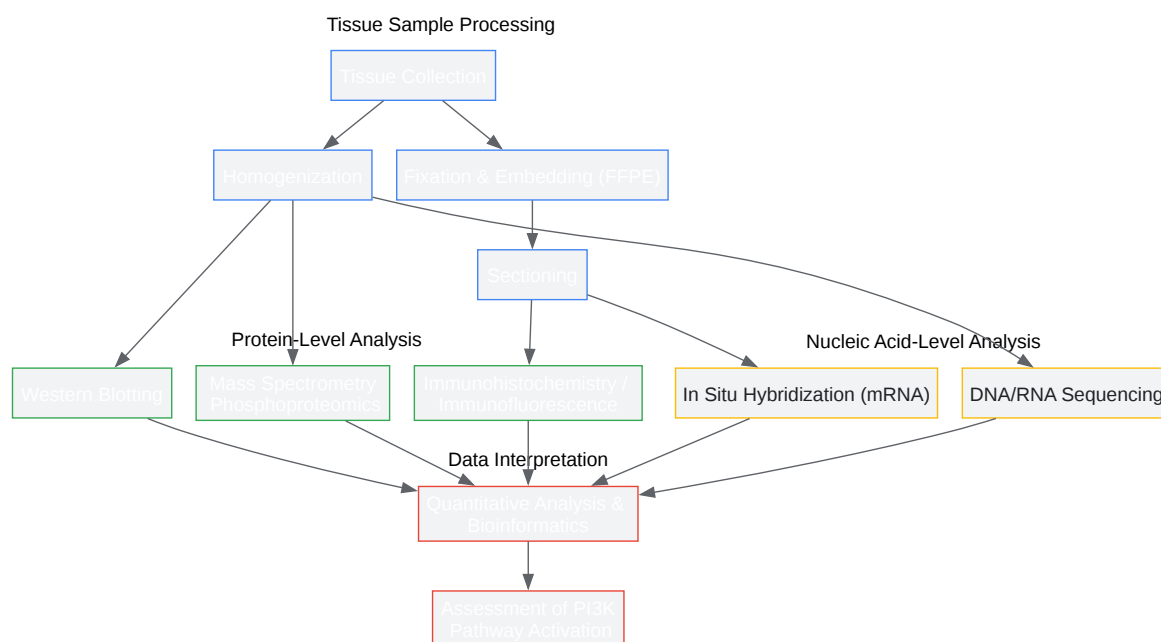 Tissue Sample Processing
Tissue Collection
Homogenization
Fixation & Embedding (FFPE)
Sectioning
Protein-Level Analysis
Nucleic Acid-Level Analysis
Western Blotting
Mass Spectrometry
Phosphoproteomics
Immunohistochemistry /
Immunofluorescence
In Situ Hybridization (mRNA)
DNA/RNA Sequencing
Data Interpretation
Quantitative Analysis &
Bioinformatics
Assessment of PI3K
Pathway Activation